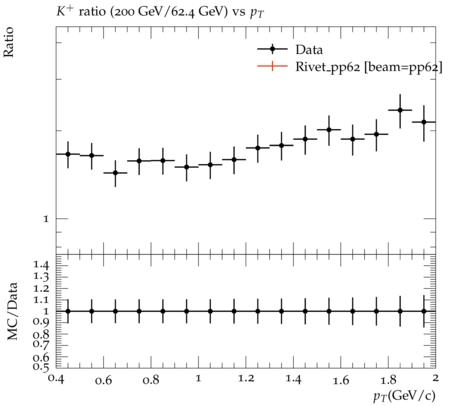 K+ ratio (200 GeV/62.4 GeV) vs pT
Ratio
Data
Rivet_pp62 [beam=pp62]
1
MC/Data
1.4
1.3
1.2
1.1
1
0.9
0.8
0.7
0.6
0.5
0.4 0.6 0.8 1 1.2 1.4 1.6 1.8 2
pT(GeV/c)